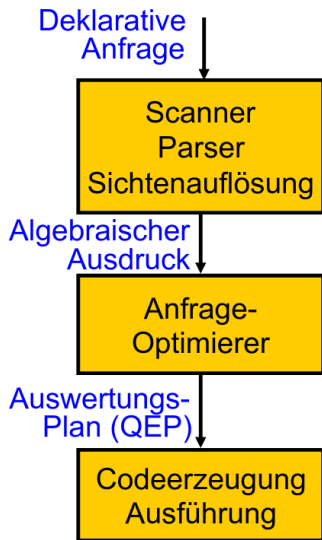 Deklarative
Anfrage
Scanner
Parser
Sichtenauflösung
Algebraischer
Ausdruck
Anfrage-
Optimierer
Auswertungs-
Plan (QEP)
Codeerzeugung
Ausführung